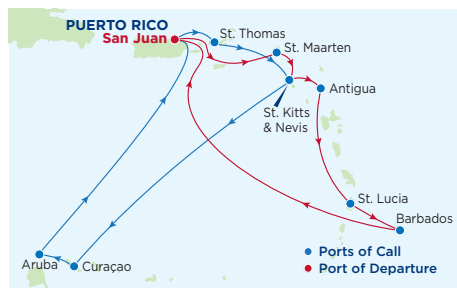 PUERTO RICO
San Juan
St. Thomas
St. Maarten
Antigua
St. Kitts
& Nevis
St. Lucia
Barbados
Aruba
Curaçao
Ports of Call
Port of Departure